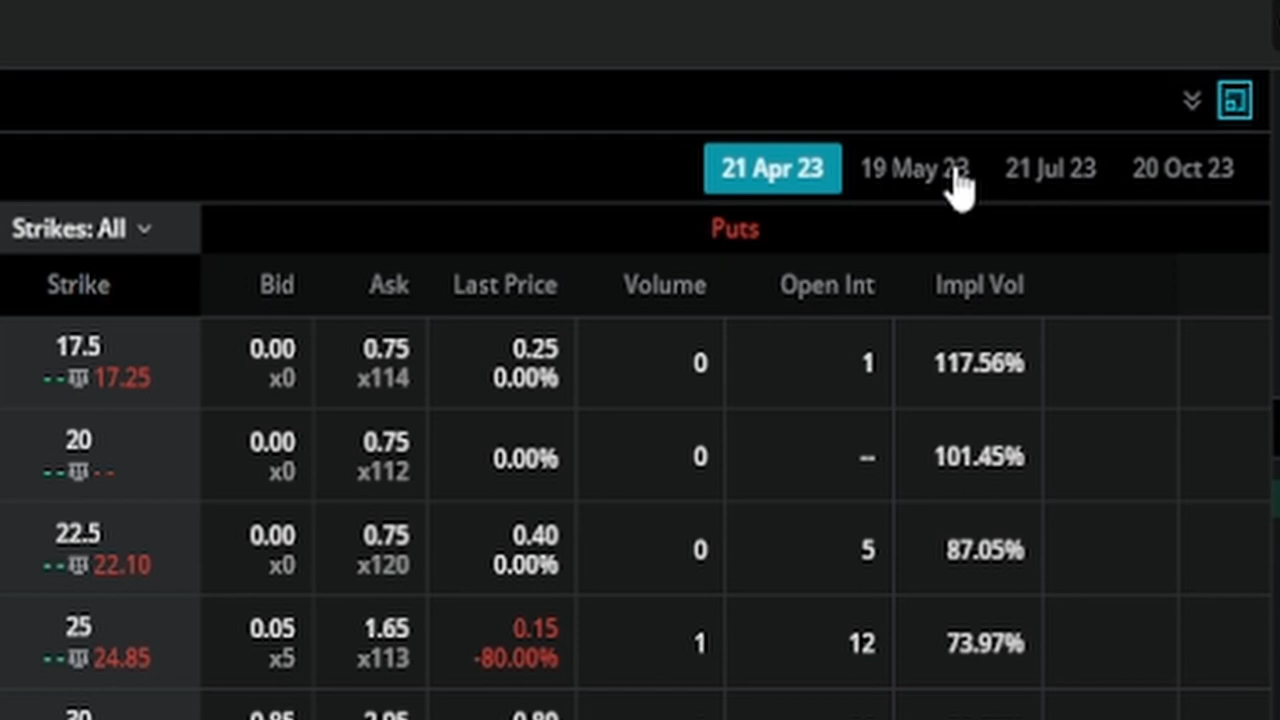 21 Apr 23 19 May 23 21 Jul 23 20 Oct 23
Strikes: All Puts
Strike Bid Ask Last Price Volume Open Int Impl Vol
17.5 0.00 0.75 0.25 0 1 117.56%
-- 17.25 x0 x114 0.00%
20 0.00 0.75 0.00% 0 -- 101.45%
-- -- x0 x112
22.5 0.00 0.75 0.40 0 5 87.05%
-- 22.10 x0 x120 0.00%
25 0.05 1.65 0.15 1 12 73.97%
-- 24.85 x5 x113 -80.00%